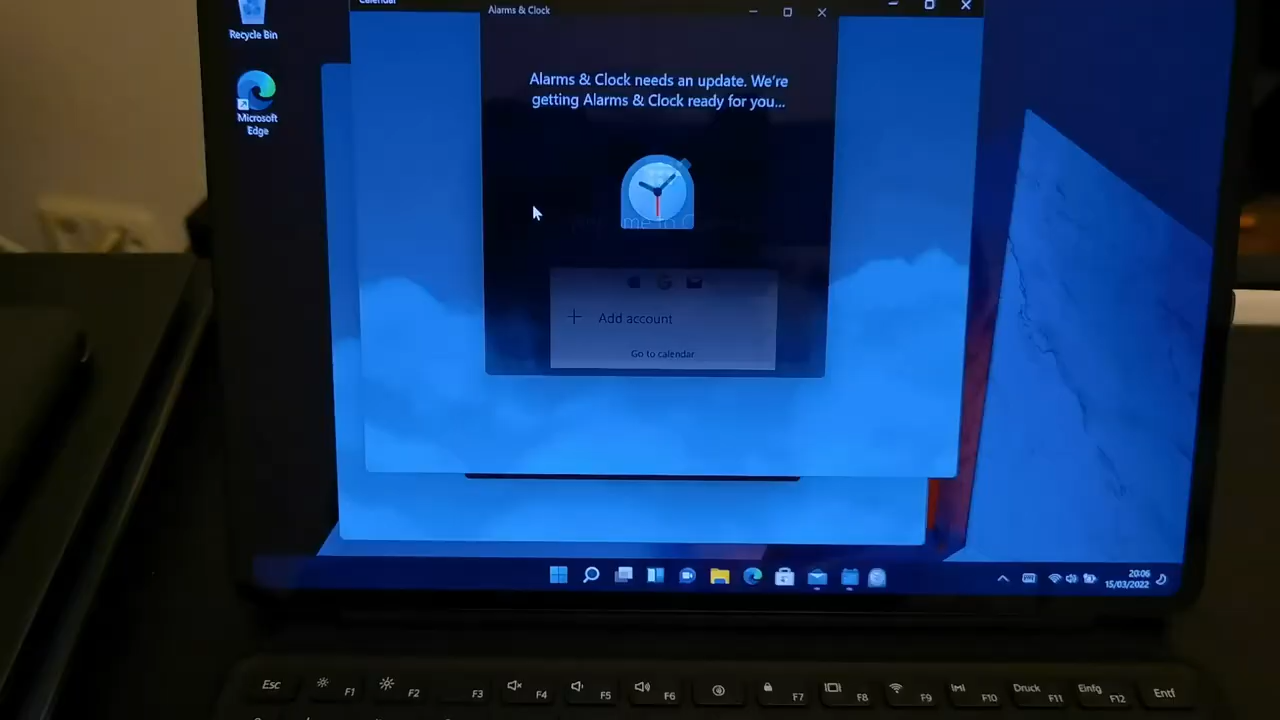 Calendar
Alarms & Clock
Recycle Bin
Alarms & Clock needs an update. We're
getting Alarms & Clock ready for you...
Microsoft
Edge
Add account
Go to calendar
20:06
15/03/2022
Esc
F1
F2
F3
F4
F5
F6
F7
F8
F9
F10
Druck
F11
Einfg
F12
Entf